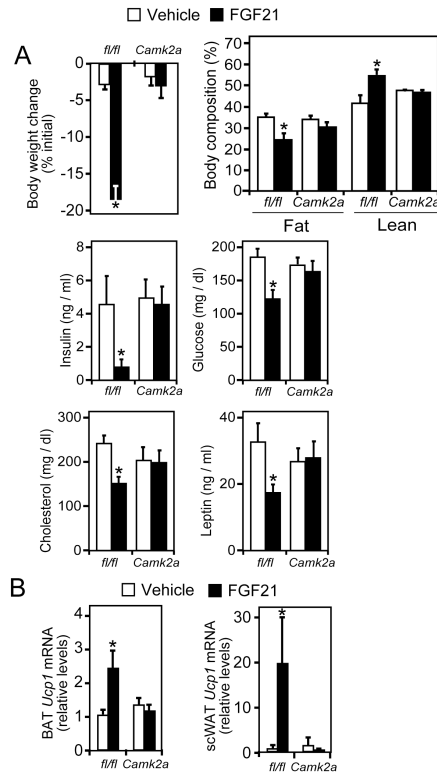 Vehicle FGF21
A
fl/fl Camk2a
Body weight change
(% initial)
0
-5
-10
-15
-20
*
Body composition (%)
80
70
60
50
40
30
20
10
0
*
*
fl/fl Camk2a fl/fl Camk2a
Fat Lean
Insulin (ng / ml)
8
6
4
2
0
*
fl/fl Camk2a
Glucose (mg / dl)
200
150
100
50
0
*
fl/fl Camk2a
Cholesterol (mg / dl)
300
200
100
0
*
fl/fl Camk2a
Leptin (ng / ml)
40
20
0
*
fl/fl Camk2a
B
Vehicle FGF21
BAT Ucp1 mRNA
(relative levels)
4
3
2
1
0
*
fl/fl Camk2a
scWAT Ucp1 mRNA
(relative levels)
30
20
10
0
*
fl/fl Camk2a